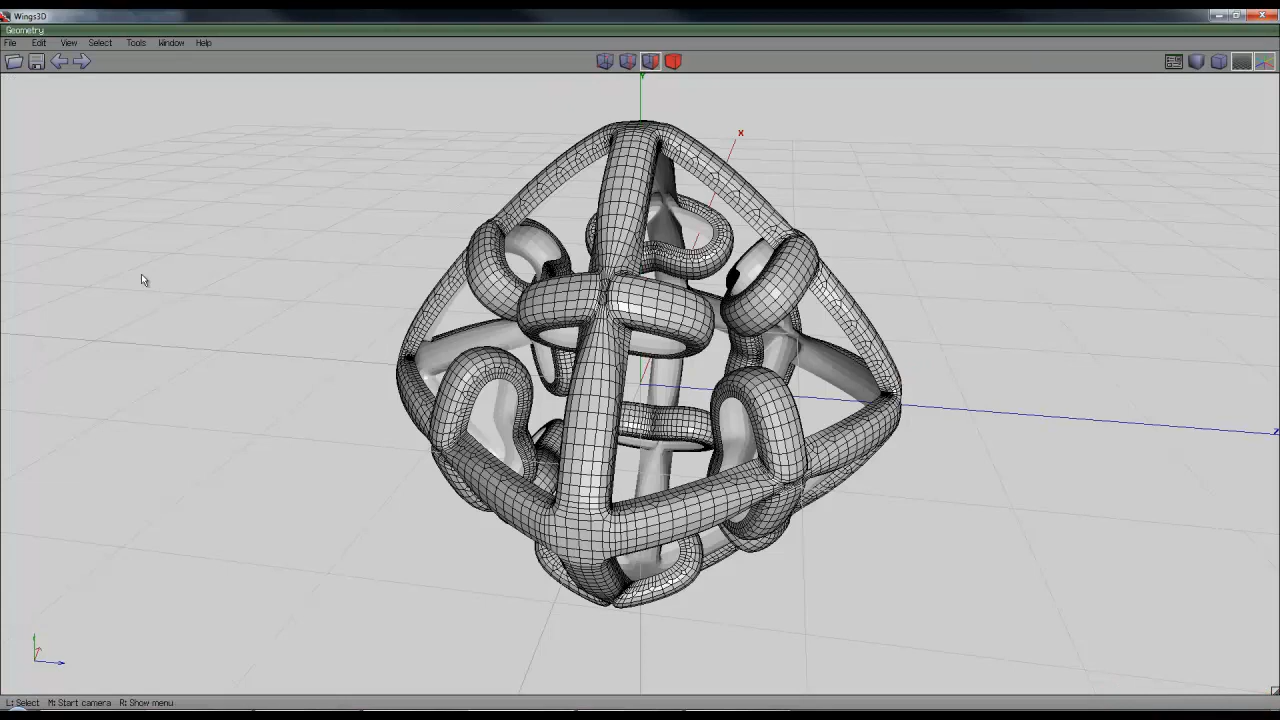 Wings3D
Geometry
File Edit View Select Tools Window Help
Y
X
Z
L: Select M: Start camera R: Show menu